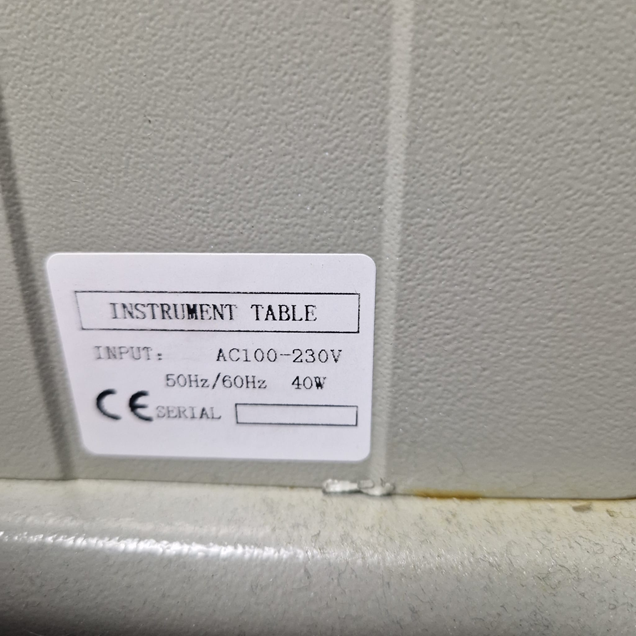 INSTRUMENT TABLE
INPUT: AC100-230V
50Hz/60Hz 40W
CE SERIAL